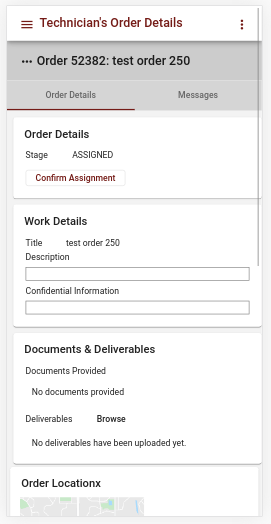 Technician's Order Details
Order 52382: test order 250
Order Details
Messages
Order Details
Stage ASSIGNED
Confirm Assignment
Work Details
Title test order 250
Description
Confidential Information
Documents & Deliverables
Documents Provided
No documents provided
Deliverables Browse
No deliverables have been uploaded yet.
Order Locationx